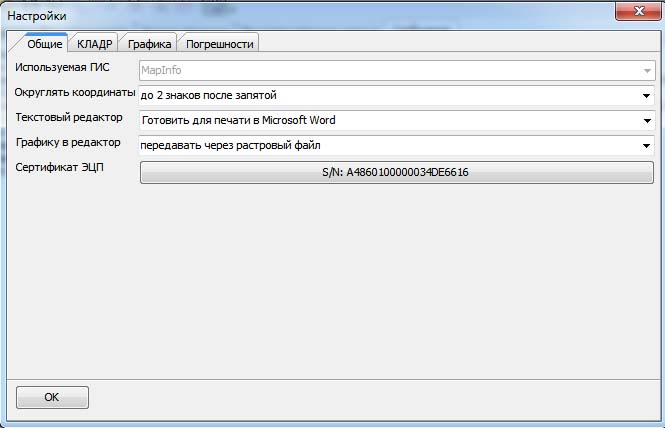 Настройки
Общие КЛАДР Графика Погрешности
Используемая ГИС MapInfo
Округлять координаты до 2 знаков после запятой
Текстовый редактор Готовить для печати в Microsoft Word
Графику в редактор передавать через растровый файл
Сертификат ЭЦП S/N: A4860100000034DE6616
OK